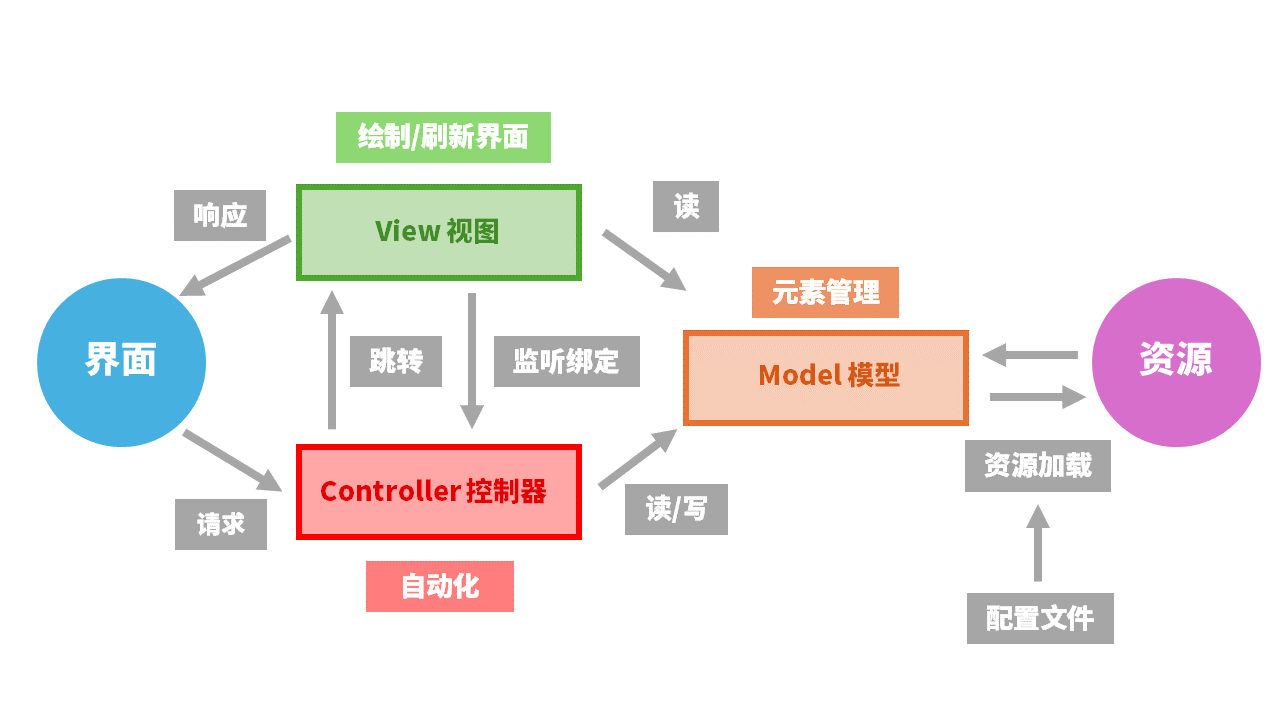 绘制/刷新界面
响应
View 视图
读
元素管理
界面
跳转
监听绑定
Model 模型
资源
Controller 控制器
资源加载
请求
读/写
自动化
配置文件